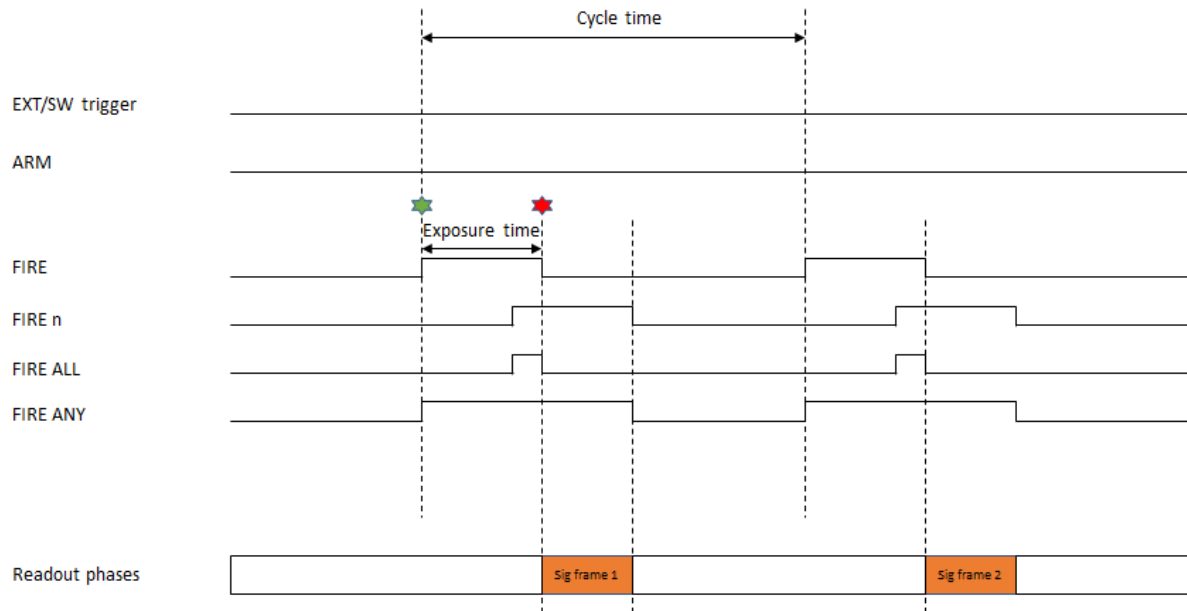 Cycle time
EXT/SW trigger
ARM
Exposure time
FIRE
FIRE n
FIRE ALL
FIRE ANY
Readout phases
Sig frame 1
Sig frame 2